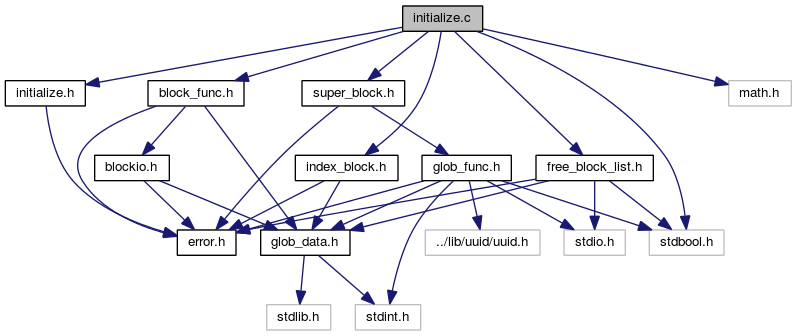 initialize.c
initialize.h
block_func.h
super_block.h
math.h
blockio.h
index_block.h
glob_func.h
free_block_list.h
error.h
glob_data.h
../lib/uuid/uuid.h
stdio.h
stdbool.h
stdlib.h
stdint.h